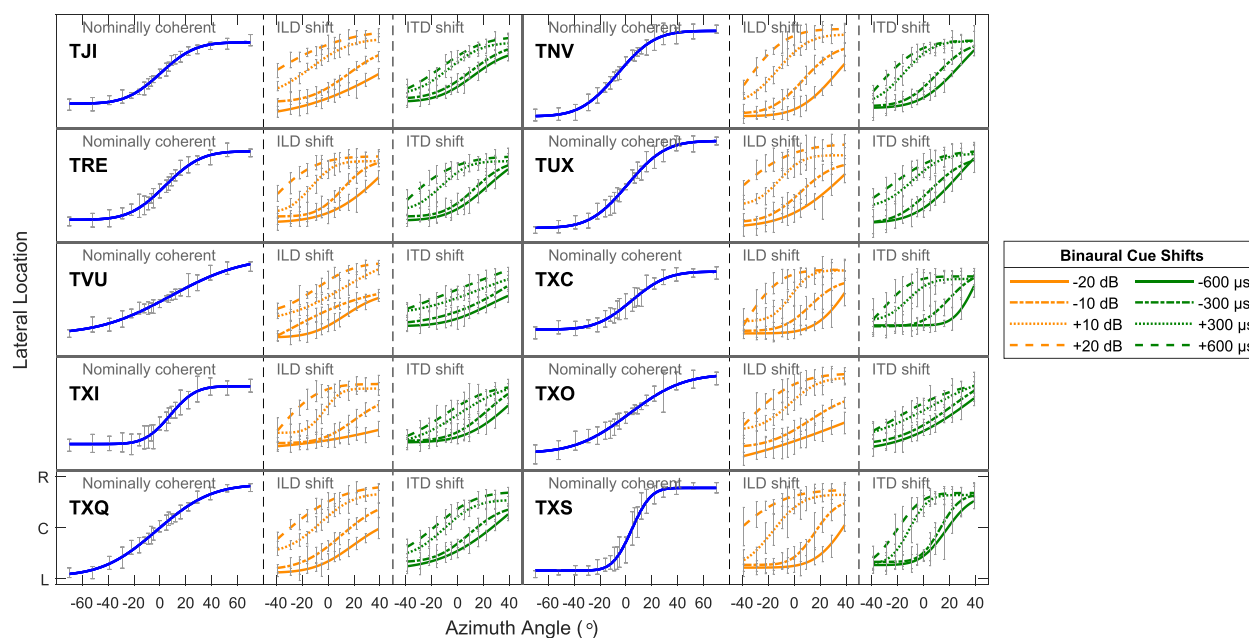 Nominally coherent ILD shift ITD shift Nominally coherent ILD shift ITD shift
TJI TNV
Nominally coherent ILD shift ITD shift Nominally coherent ILD shift ITD shift
TRE TUX
Nominally coherent ILD shift ITD shift Nominally coherent ILD shift ITD shift
TVU TXC
Nominally coherent ILD shift ITD shift Nominally coherent ILD shift ITD shift
TXI TXO
Nominally coherent ILD shift ITD shift Nominally coherent ILD shift ITD shift
TXQ TXS
R
C
L
Lateral Location
-60 -40 -20 0 20 40 60 -40 -20 0 20 40 -40 -20 0 20 40 -60 -40 -20 0 20 40 60 -40 -20 0 20 40 -40 -20 0 20 40
Azimuth Angle (°)
Binaural Cue Shifts
-20 dB -600 µs
-10 dB -300 µs
+10 dB +300 µs
+20 dB +600 µs